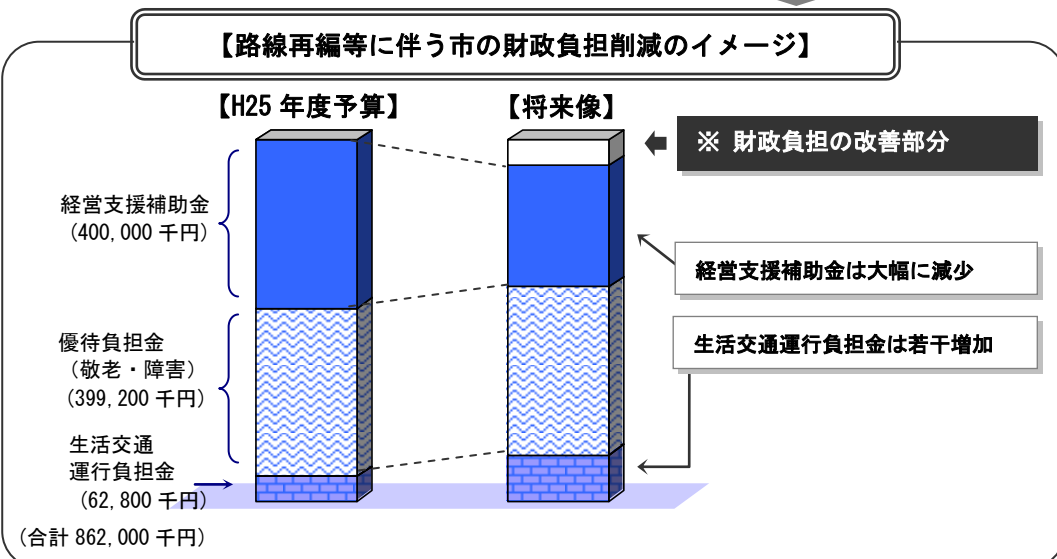 【路線再編等に伴う市の財政負担削減のイメージ】
【H25 年度予算】
【将来像】
※ 財政負担の改善部分
経営支援補助金
(400,000 千円)
経営支援補助金は大幅に減少
優待負担金
(敬老・障害)
(399,200 千円)
生活交通運行負担金は若干増加
生活交通
運行負担金
(62,800 千円)
(合計 862,000 千円)